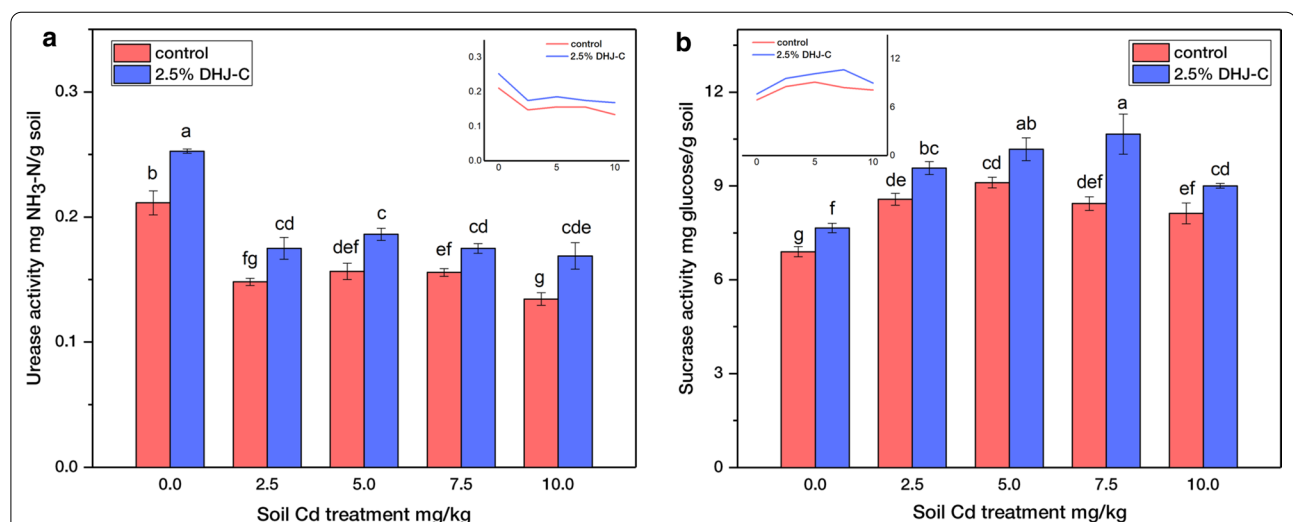 a
control
2.5% DHJ-C
control
2.5% DHJ-C
0.3
0.2
0.1
0.0
0
5
10
Urease activity mg NH3-N/g soil
0.3
0.2
0.1
0.0
b
a
fg
cd
def
c
ef
cd
g
cde
0.0
2.5
5.0
7.5
10.0
Soil Cd treatment mg/kg
b
control
2.5% DHJ-C
12
6
0
0
5
10
control
2.5% DHJ-C
Sucrase activity mg glucose/g soil
12
9
6
3
0
g
f
de
bc
cd
ab
def
a
ef
cd
0.0
2.5
5.0
7.5
10.0
Soil Cd treatment mg/kg